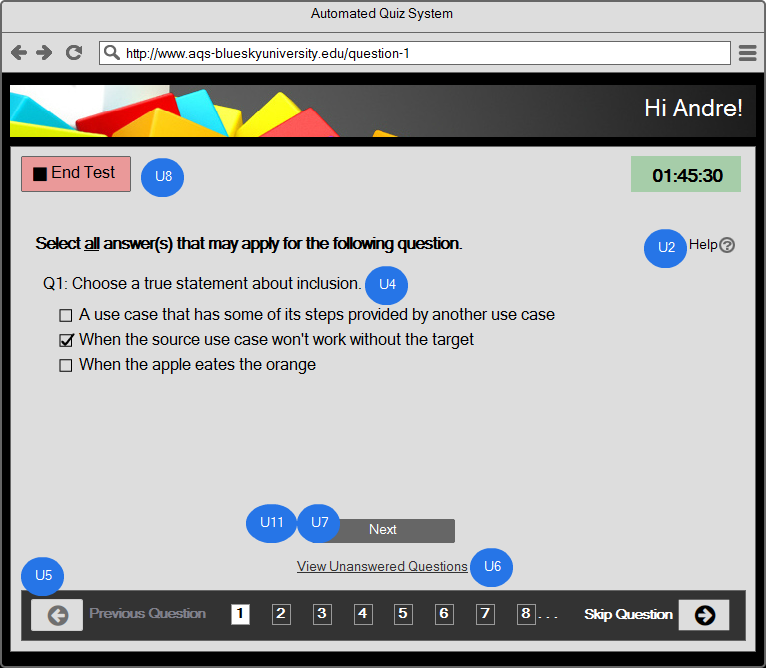 Automated Quiz System
http://www.aqs-blueskyuniversity.edu/question-1
Hi Andre!
End Test
U8
01:45:30
Select all answer(s) that may apply for the following question.
U2
Help?
Q1: Choose a true statement about inclusion.
U4
A use case that has some of its steps provided by another use case
When the source use case won't work without the target
When the apple eates the orange
U11
U7
Next
View Unanswered Questions
U6
U5
Previous Question 1 2 3 4 5 6 7 8 ... Skip Question